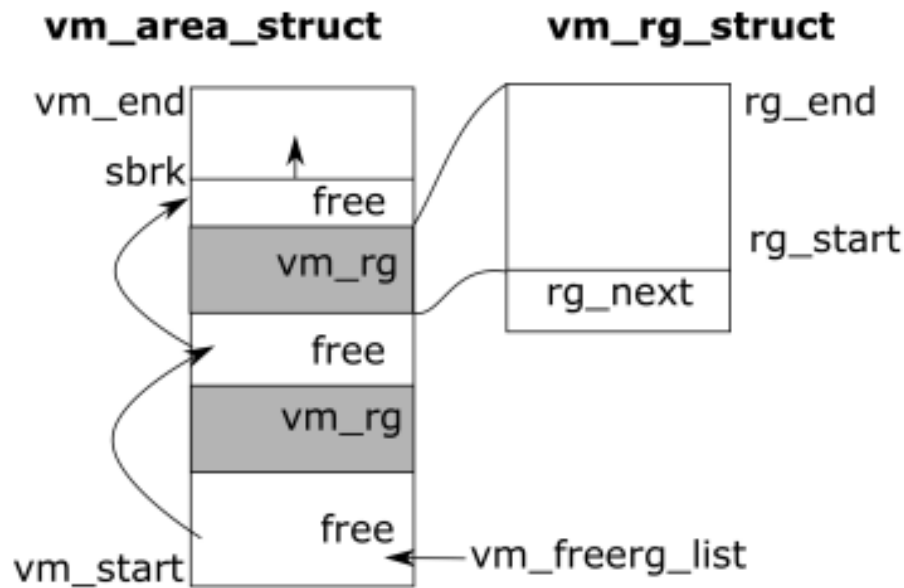 vm_area_struct
vm_rg_struct
vm_end
rg_end
sbrk
free
rg_start
vm_rg
rg_next
free
vm_rg
free
vm_freerg_list
vm_start